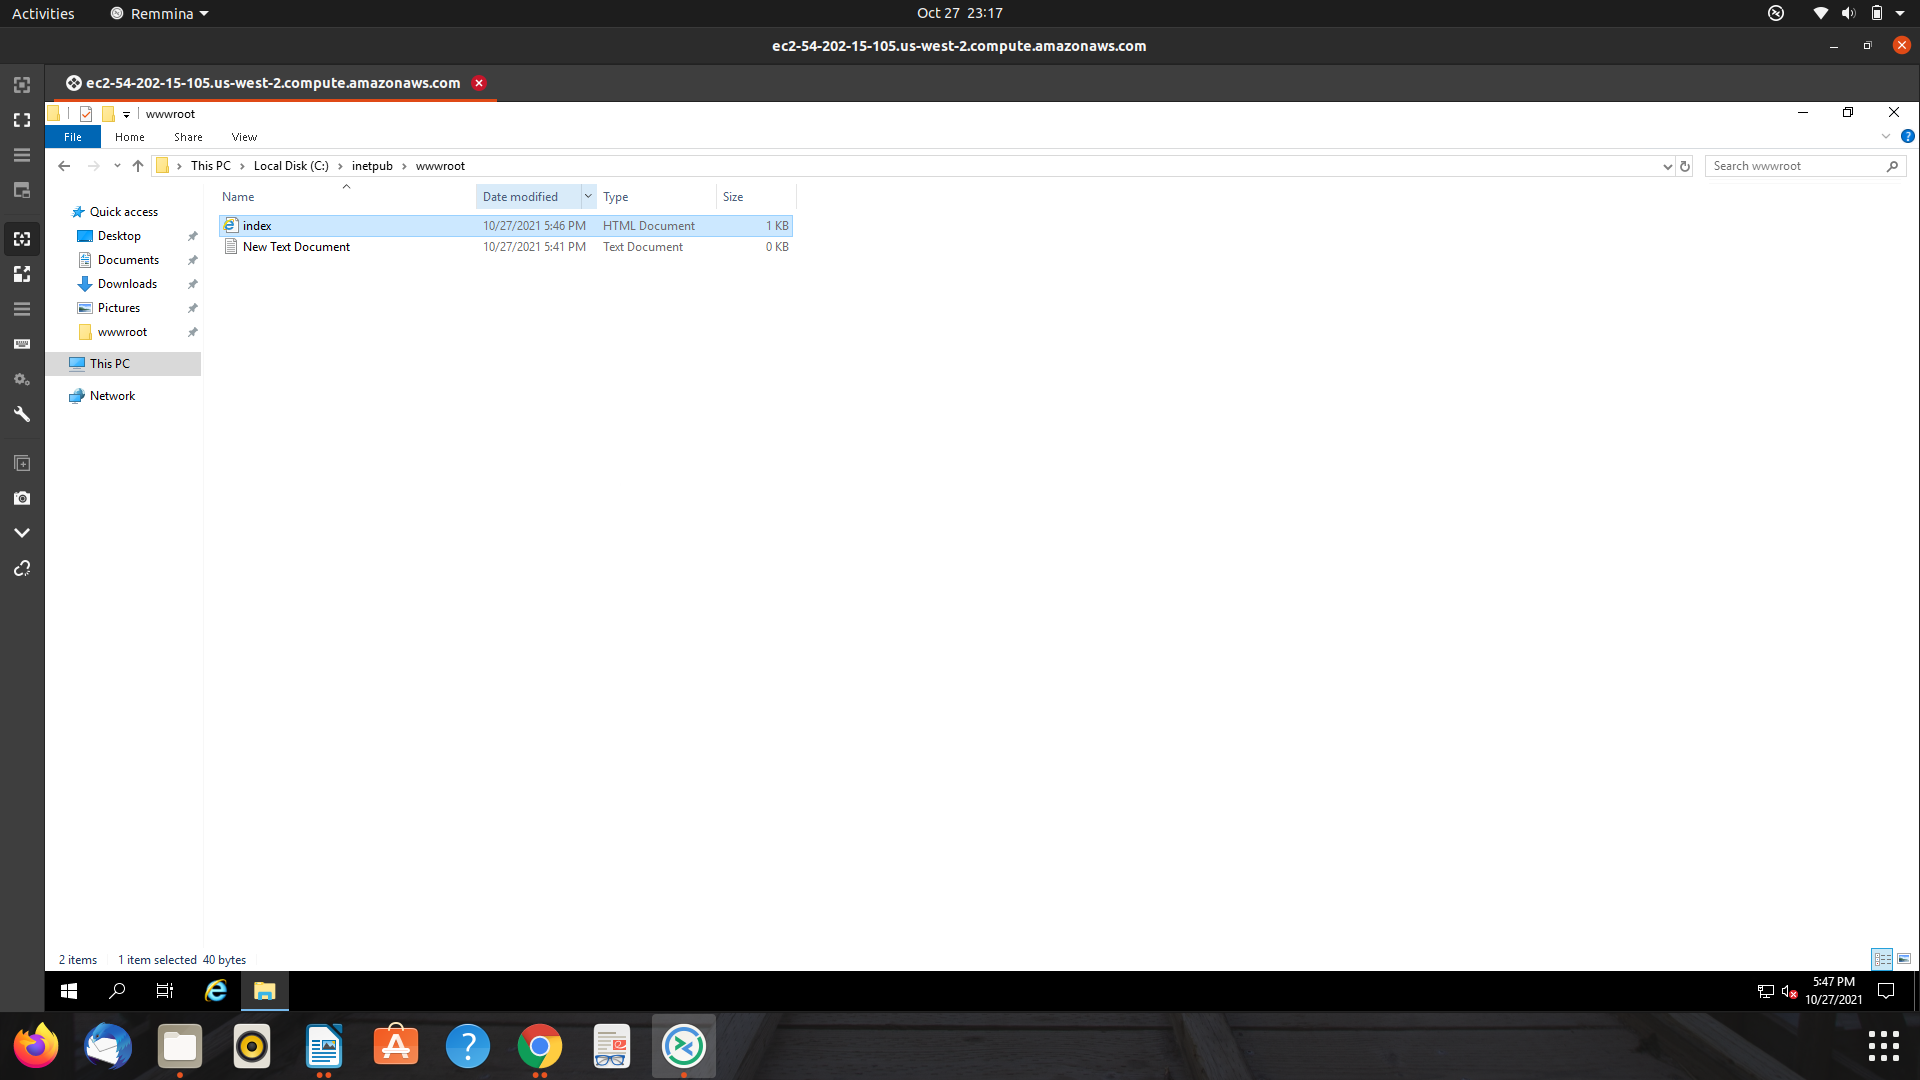 Activities Remmina Oct 27 23:17
ec2-54-202-15-105.us-west-2.compute.amazonaws.com
ec2-54-202-15-105.us-west-2.compute.amazonaws.com
wwwroot
File Home Share View
This PC Local Disk (C:) inetpub wwwroot Search wwwroot
Name Date modified Type Size
Quick access
Desktop
Documents
Downloads
Pictures
wwwroot
This PC
Network
index 10/27/2021 5:46 PM HTML Document 1 KB
New Text Document 10/27/2021 5:41 PM Text Document 0 KB
2 items 1 item selected 40 bytes
5:47 PM
10/27/2021